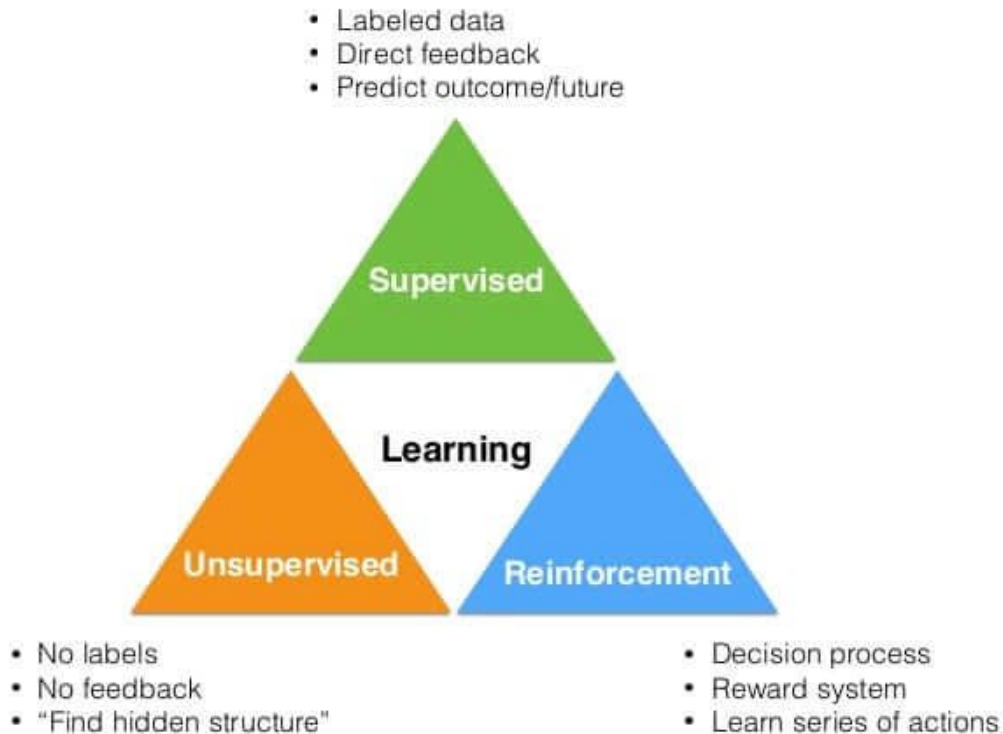 • Labeled data
• Direct feedback
• Predict outcome/future
Supervised
Learning
Unsupervised
Reinforcement
• No labels
• No feedback
• “Find hidden structure”
• Decision process
• Reward system
• Learn series of actions